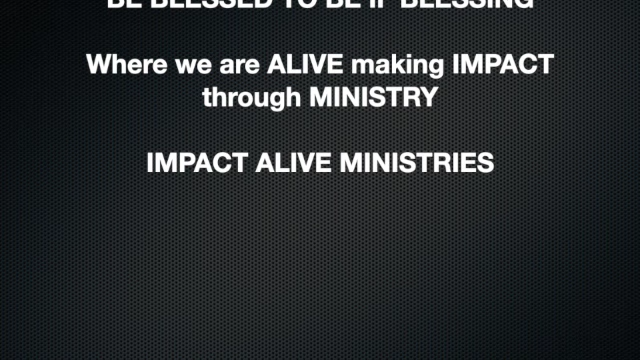 BE BLESSED TO BE BLESSING
Where we are ALIVE making IMPACT
through MINISTRY
IMPACT ALIVE MINISTRIES